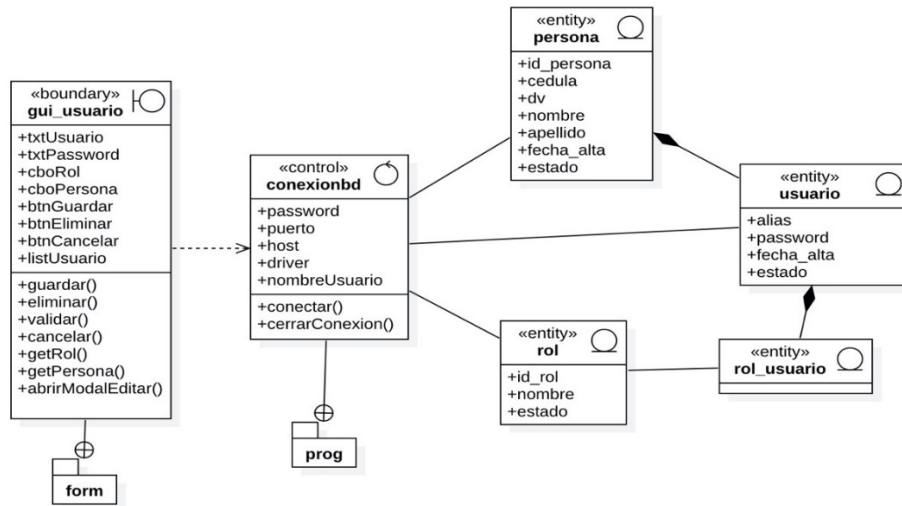 «boundary»
gui_usuario
+txtUsuario
+txtPassword
+cboRol
+cboPersona
+btnGuardar
+btnEliminar
+btnCancelar
+listUsuario
+guardar()
+eliminar()
+validar()
+cancelar()
+getRol()
+getPersona()
+abrirModalEditar()
form
«control»
conexionbd
+password
+puerto
+host
+driver
+nombreUsuario
+conectar()
+cerrarConexion()
prog
«entity»
persona
+id_persona
+cedula
+dv
+nombre
+apellido
+fecha_alta
+estado
«entity»
usuario
+alias
+password
+fecha_alta
+estado
«entity»
rol
+id_rol
+nombre
+estado
«entity»
rol_usuario